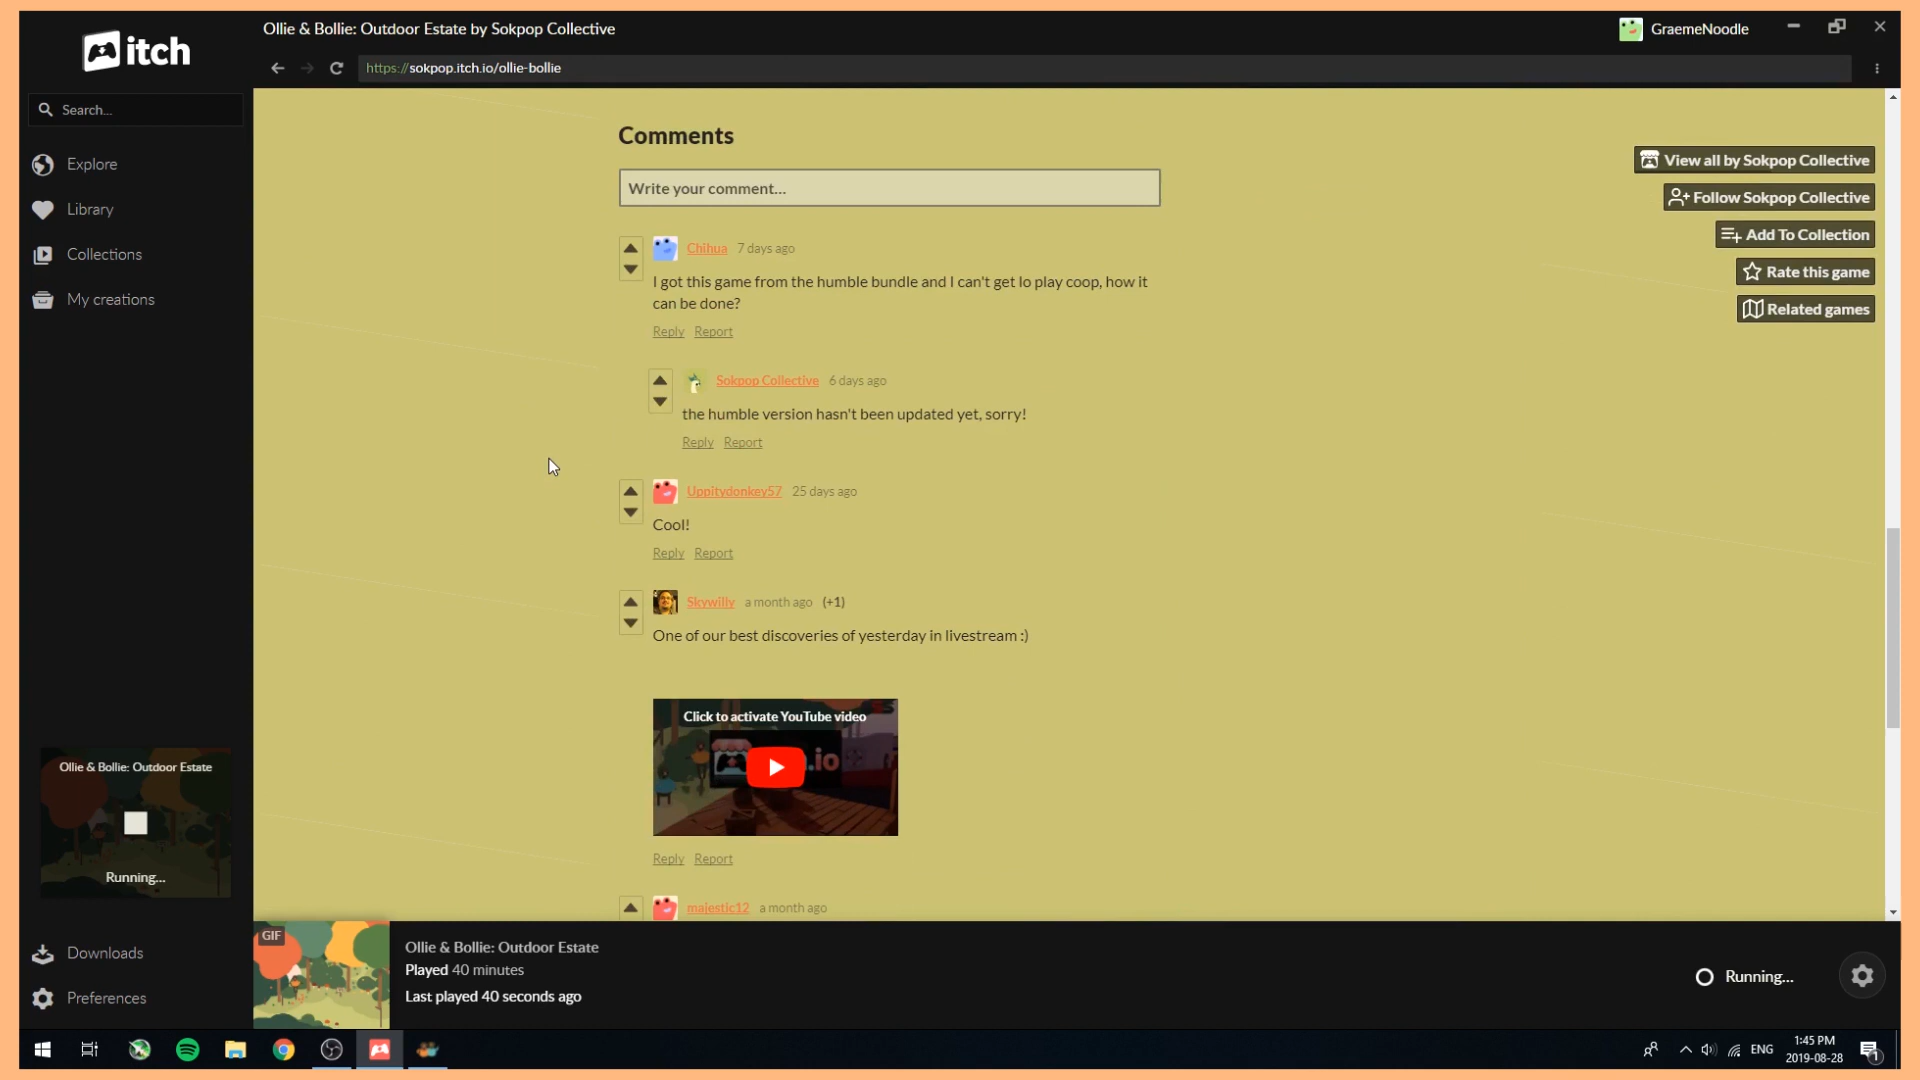 itch
Ollie & Bollie: Outdoor Estate by Sokpop Collective
GraemeNoodle
https://sokpop.itch.io/ollie-bollie
Search...
Explore
Library
Collections
My creations
Comments
Write your comment...
View all by Sokpop Collective
Follow Sokpop Collective
Add To Collection
Rate this game
Related games
Chihua 7 days ago
I got this game from the humble bundle and I can't get lo play coop, how it
can be done?
Reply Report
Sokpop Collective 6 days ago
the humble version hasn't been updated yet, sorry!
Reply Report
Uppitydonkey57 25 days ago
Cool!
Reply Report
Skywilly a month ago (+1)
One of our best discoveries of yesterday in livestream :)
Click to activate YouTube video
.io
Reply Report
majestic12 a month ago
Ollie & Bollie: Outdoor Estate
Running...
Downloads
Preferences
GIF
Ollie & Bollie: Outdoor Estate
Played 40 minutes
Last played 40 seconds ago
Running...
ENG
1:45 PM
2019-08-28
1